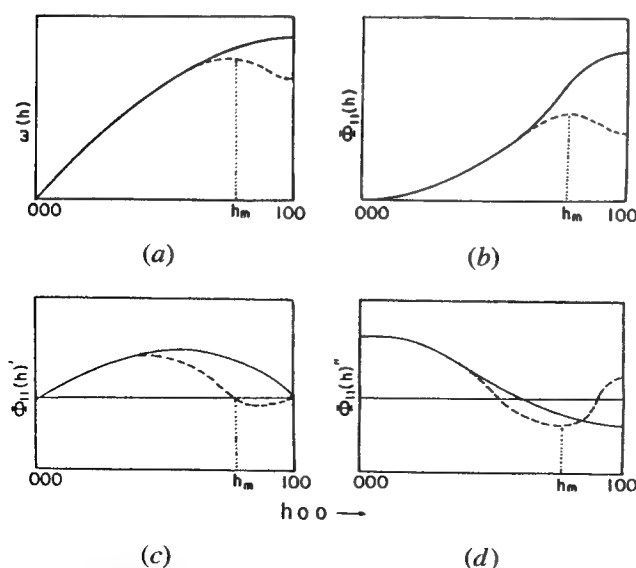 ω(h)
000
hm
100
(a)
Φ11(h)
000
hm
100
(b)
Φ11(h)'
000
hm
100
(c)
Φ11(h)"
000
hm
100
(d)
h o o →